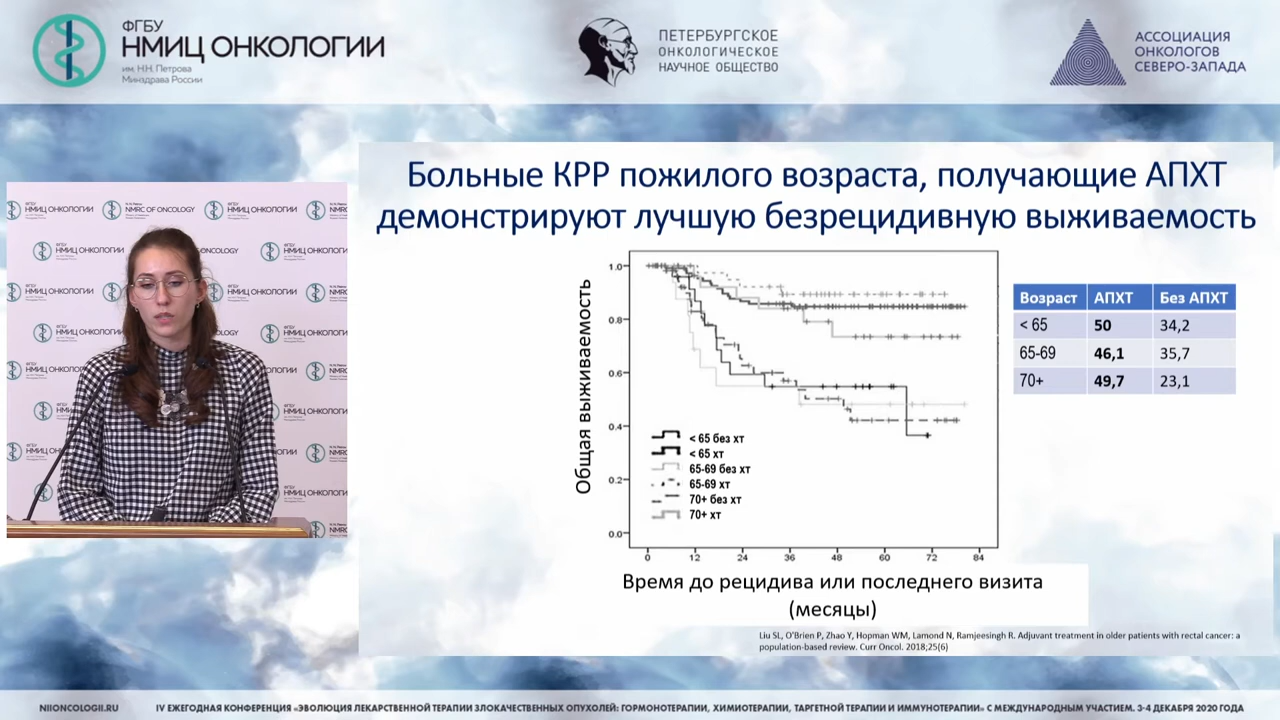 ФГБУ
НМИЦ ОНКОЛОГИИ
им. Н.Н. Петрова
Минздрава России
ПЕТЕРБУРГСКОЕ
ОНКОЛОГИЧЕСКОЕ
НАУЧНОЕ ОБЩЕСТВО
АССОЦИАЦИЯ
ОНКОЛОГОВ
СЕВЕРО-ЗАПАДА
Больные КРР пожилого возраста, получающие АПХТ
демонстрируют лучшую безрецидивную выживаемость
Общая выживаемость
1.0
0.8
0.6
0.4
0.2
0.0
< 65 без хт
< 65 хт
65-69 без хт
65-69 хт
70+ без хт
70+ хт
0 12 24 36 48 60 72 84
Время до рецидива или последнего визита
(месяцы)
Возраст АПХТ Без АПХТ
< 65 50 34,2
65-69 46,1 35,7
70+ 49,7 23,1
Liu SL, O'Brien P, Zhao Y, Hopman WM, Lamond N, Ramjeesingh R. Adjuvant treatment in older patients with rectal cancer: a
population-based review. Curr Oncol. 2018;25(6)
НМИЦ ОНКОЛОГИИ
NMRC OF ONCOLOGY
НМИЦ ОНКОЛОГИИ
NIIONCOLOGII.RU
IV ЕЖЕГОДНАЯ КОНФЕРЕНЦИЯ «ЭВОЛЮЦИЯ ЛЕКАРСТВЕННОЙ ТЕРАПИИ ЗЛОКАЧЕСТВЕННЫХ ОПУХОЛЕЙ: ГОРМОНОТЕРАПИИ, ХИМИОТЕРАПИИ, ТАРГЕТНОЙ ТЕРАПИИ И ИММУНОТЕРАПИИ» С МЕЖДУНАРОДНЫМ УЧАСТИЕМ. 3-4 ДЕКАБРЯ 2020 ГОДА